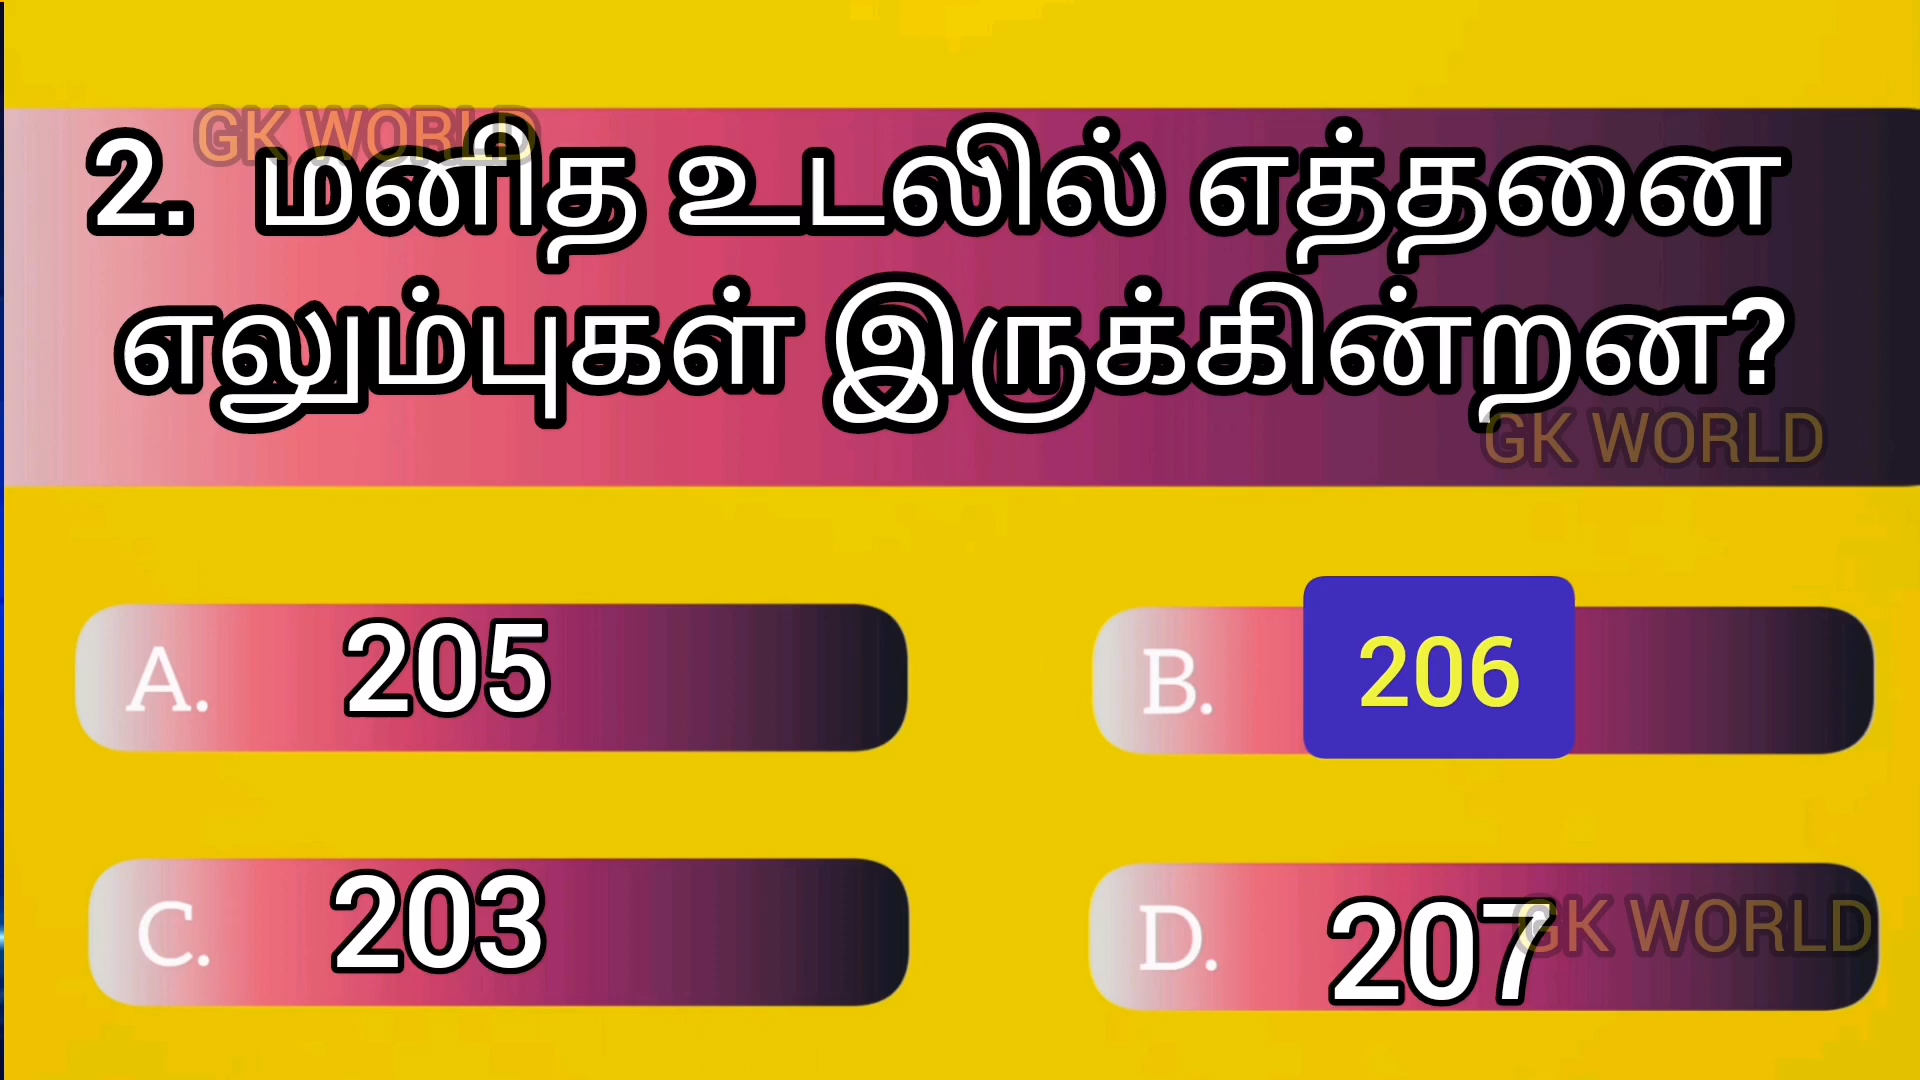 GK WORLD
2. மனித உடலில் எத்தனை
எலும்புகள் இருக்கின்றன?
GK WORLD
A. 205
B. 206
C. 203
D. 207
GK WORLD